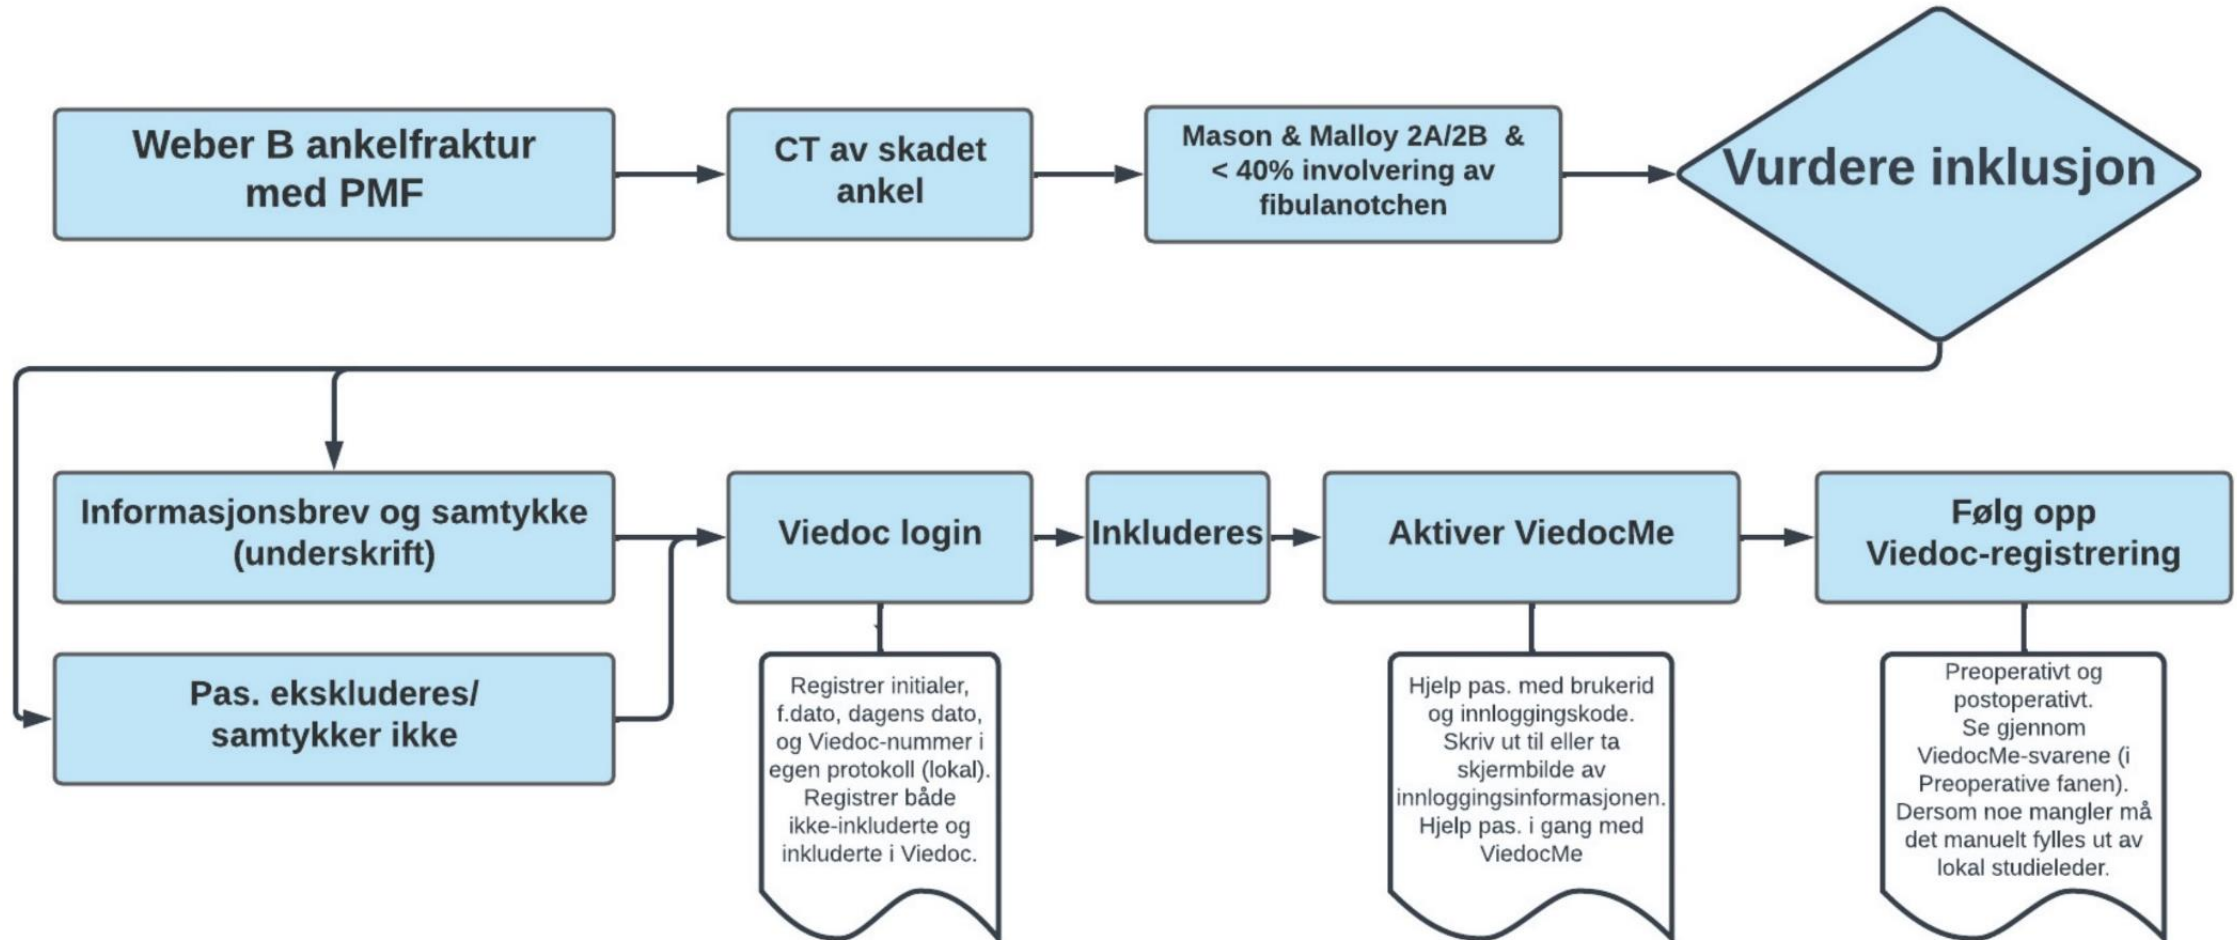 Weber B ankelfraktur
med PMF
CT av skadet
ankel
Mason & Malloy 2A/2B &
< 40% involvering av
fibulanotchen
Vurdere inklusjon
Informasjonsbrev og samtykke
(underskrift)
Viedoc login
Inkluderes
Aktiver ViedocMe
Følg opp
Viedoc-registrering
Pas. ekskluderes/
samtykker ikke
Registrer initialer,
f.dato, dagens dato,
og Viedoc-nummer i
egen protokoll (lokal).
Registrer både
ikke-inkluderte og
inkluderte i Viedoc.
Hjelp pas. med brukerid
og innloggingskode.
Skriv ut til eller ta
skjermbilde av
innloggingsinformasjonen.
Hjelp pas. i gang med
ViedocMe
Preoperativt og
postoperativt.
Se gjennom
ViedocMe-svarene (i
Preoperative fanen).
Dersom noe mangler må
det manuelt fylles ut av
lokal studieleder.